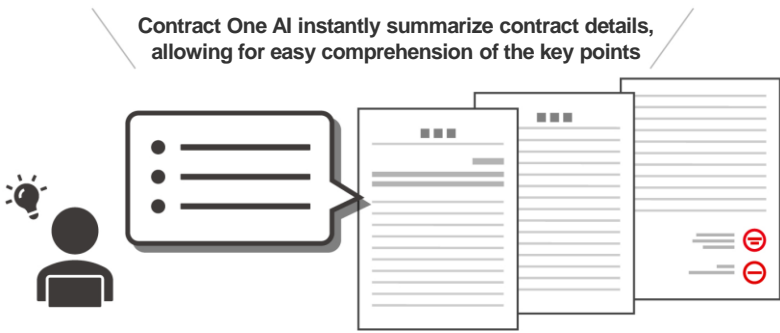 Contract One AI instantly summarize contract details,
allowing for easy comprehension of the key points